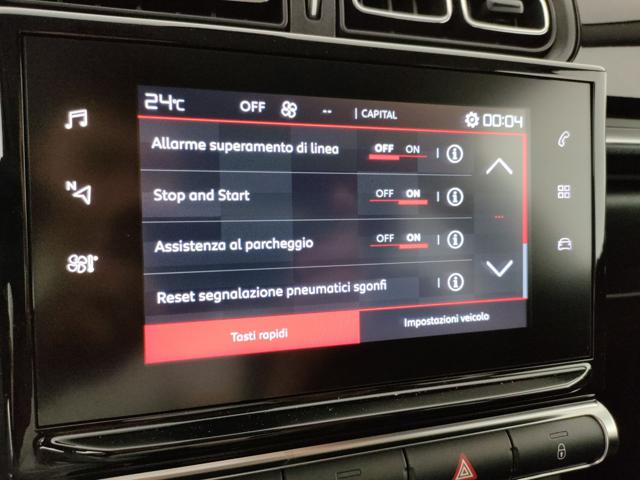 24°C OFF -- | CAPITAL 00:04
Allarme superamento di linea OFF ON
Stop and Start OFF ON
Assistenza al parcheggio OFF ON
Reset segnalazione pneumatici sgonfi
Tasti rapidi Impostazioni veicolo
N